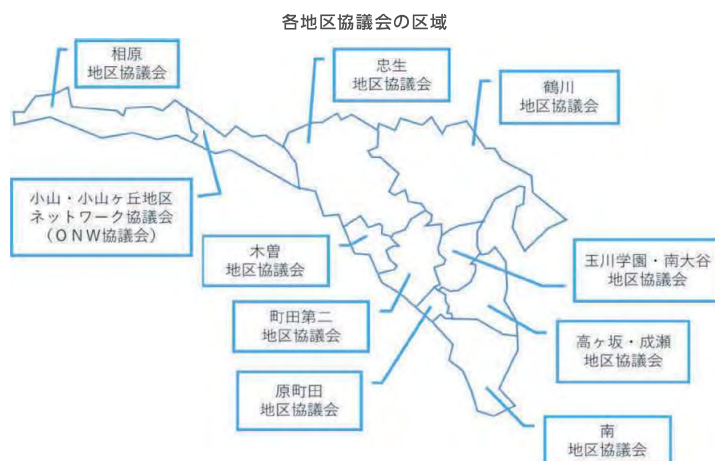 各地区協議会の区域
相原
地区協議会
忠生
地区協議会
鶴川
地区協議会
小山・小山ヶ丘地区
ネットワーク協議会
（ＯＮＷ協議会）
木曽
地区協議会
玉川学園・南大谷
地区協議会
町田第二
地区協議会
高ヶ坂・成瀬
地区協議会
原町田
地区協議会
南
地区協議会